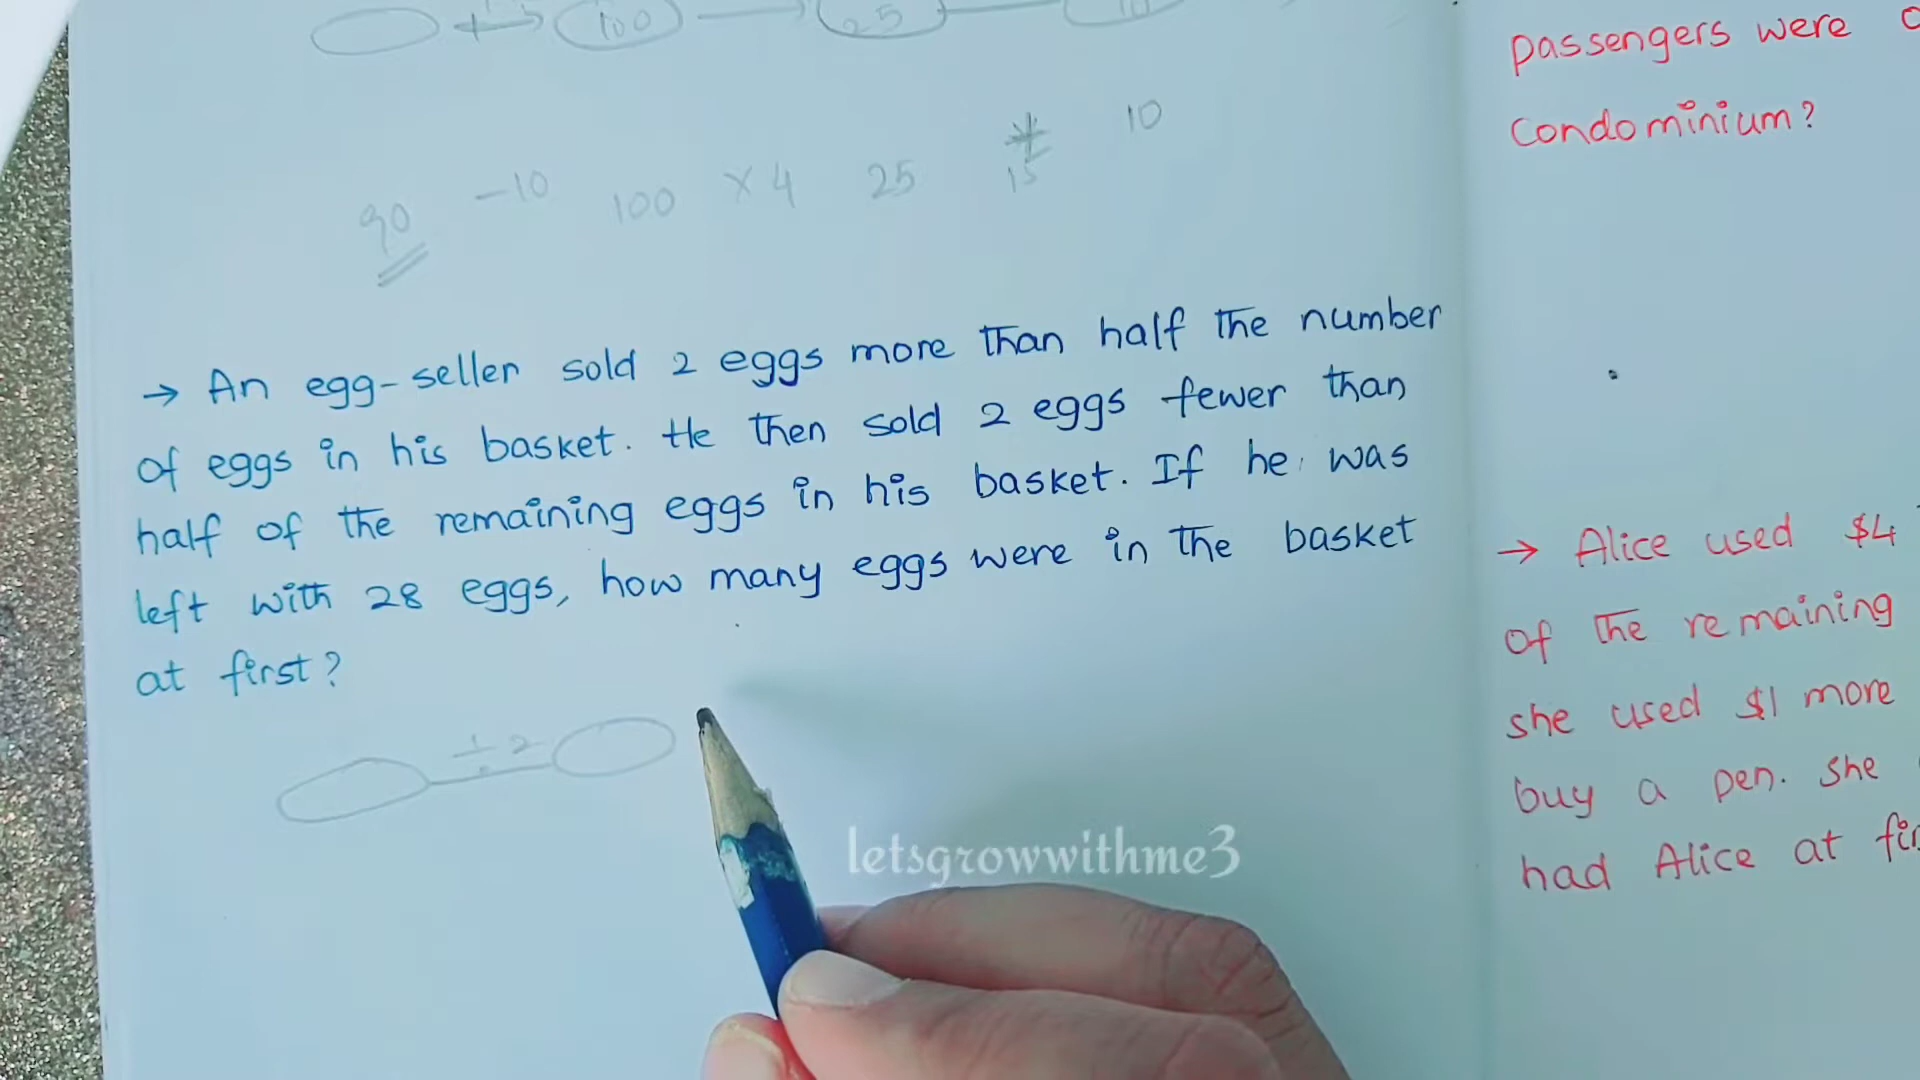 100 25
10
90 -10 100 × 4 25 15
→ An egg-seller sold 2 eggs more than half the number
of eggs in his basket. He then sold 2 eggs fewer than
half of the remaining eggs in his basket. If he was
left with 28 eggs, how many eggs were in the basket
at first?
÷ 2
letsgrowwithme3
passengers were
condominium?
→ Alice used $4
of the remaining
she used $1 more
buy a pen. she
had Alice at